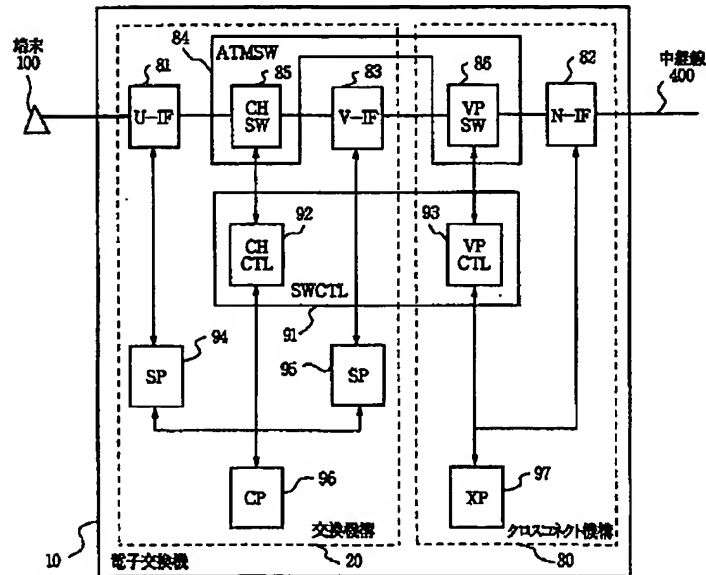 84
ATMSW
端末
100
81
85
83
86
82
中継線
400
U-IF
CH
SW
V-IF
VP
SW
N-IF
92
93
CH
CTL
VP
CTL
SWCTL
91
94
95
SP
SP
96
97
CP
XP
交換機構
クロスコネクト機構
10
電子交換機
20
80